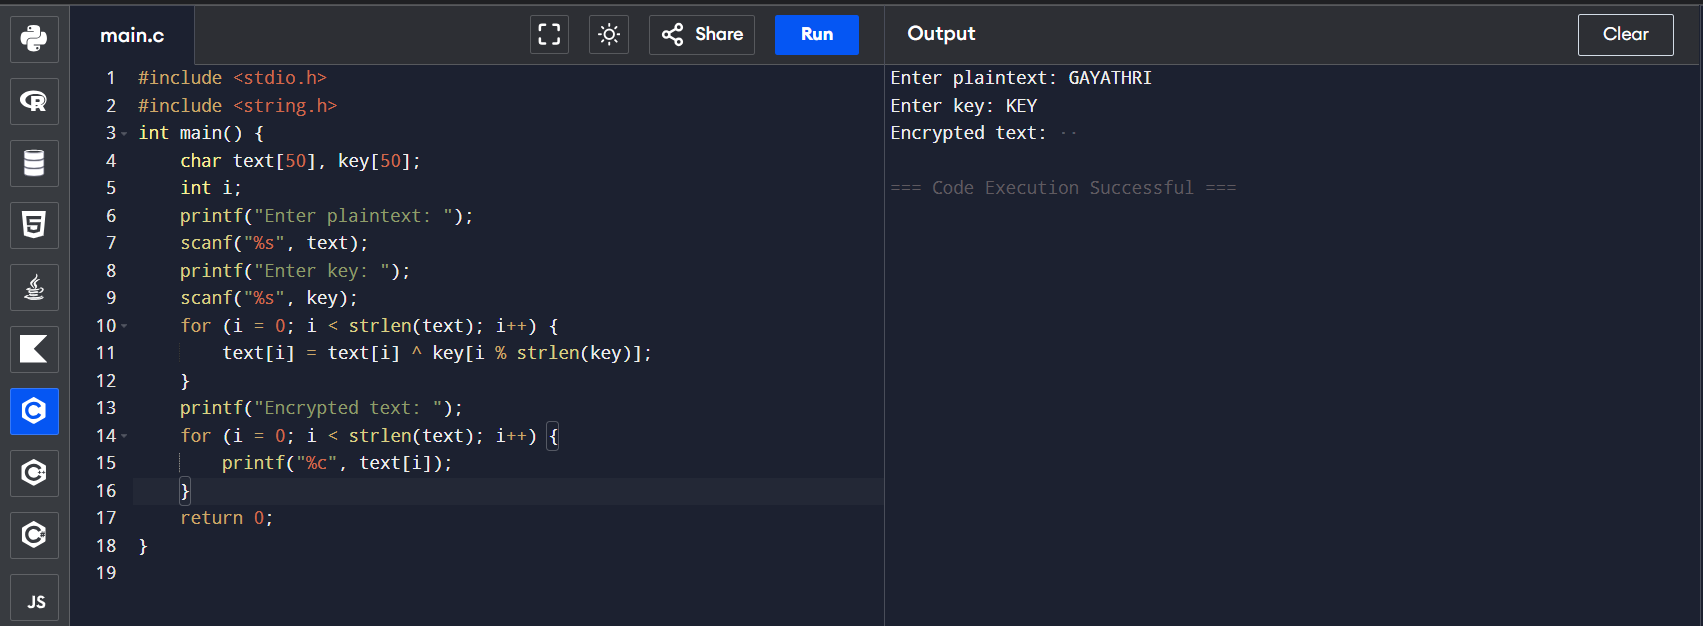 main.c
Share
Run
Output
Clear
1 #include <stdio.h>
2 #include <string.h>
3 int main() {
4     char text[50], key[50];
5     int i;
6     printf("Enter plaintext: ");
7     scanf("%s", text);
8     printf("Enter key: ");
9     scanf("%s", key);
10     for (i = 0; i < strlen(text); i++) {
11         text[i] = text[i] ^ key[i % strlen(key)];
12     }
13     printf("Encrypted text: ");
14     for (i = 0; i < strlen(text); i++) {
15         printf("%c", text[i]);
16     }
17     return 0;
18 }
19
Enter plaintext: GAYATHRI
Enter key: KEY
Encrypted text: ··
=== Code Execution Successful ===
R
5
C
C++
C#
JS